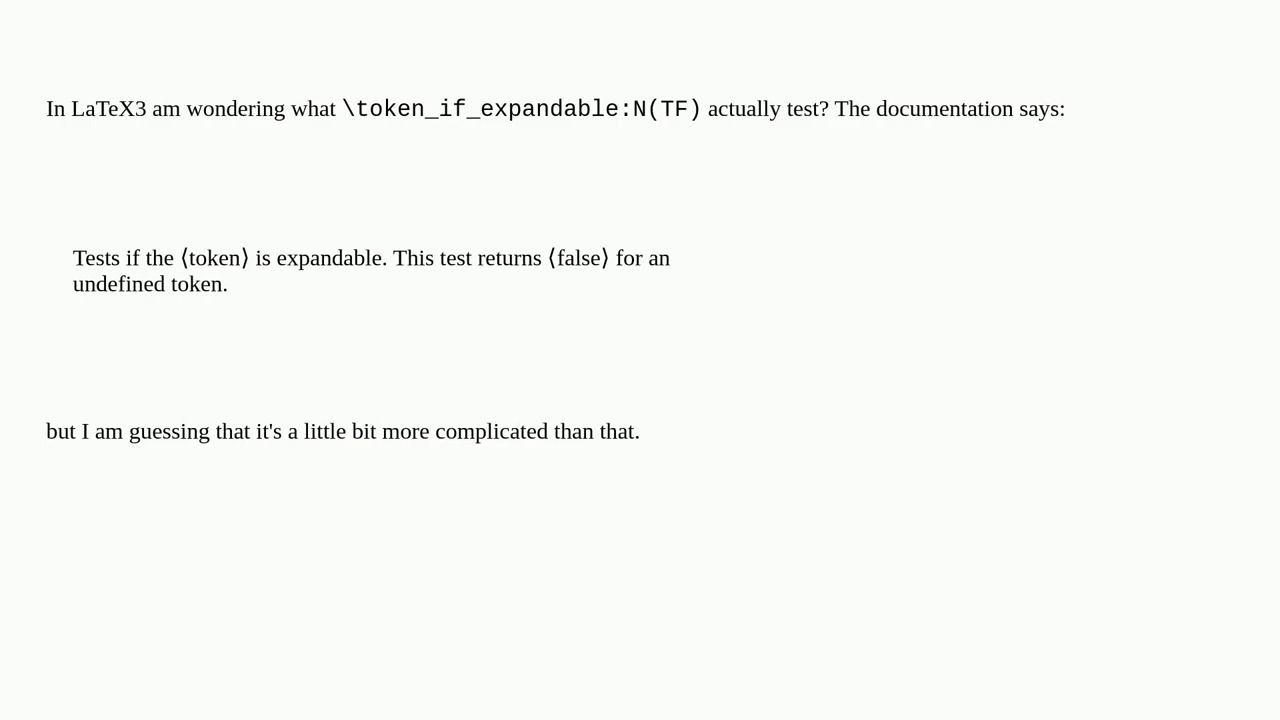 In LaTeX3 am wondering what \token_if_expandable:N(TF) actually test? The documentation says:
Tests if the ⟨token⟩ is expandable. This test returns ⟨false⟩ for an
undefined token.
but I am guessing that it's a little bit more complicated than that.